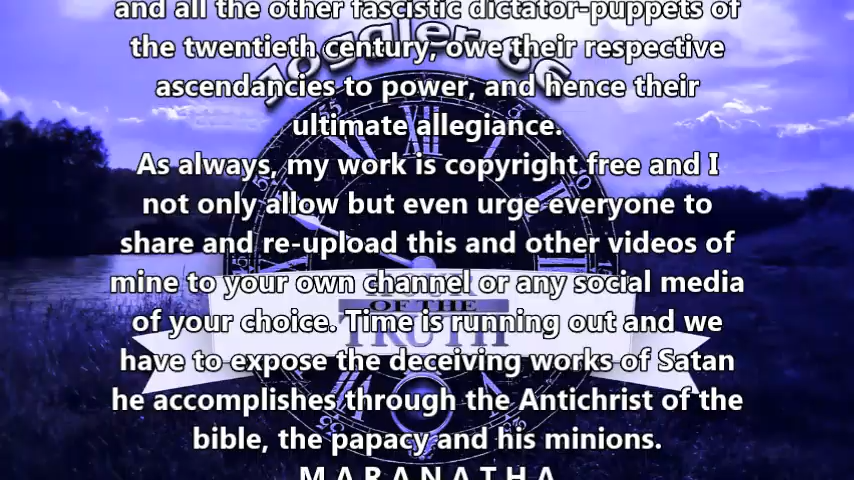 and all the other fascistic dictator-puppets of
the twentieth century, owe their respective
ascendancies to power, and hence their
ultimate allegiance.
As always, my work is copyright free and I
not only allow but even urge everyone to
share and re-upload this and other videos of
mine to your own channel or any social media
of your choice. Time is running out and we
have to expose the deceiving works of Satan
he accomplishes through the Antichrist of the
bible, the papacy and his minions.
MARANATHA
Joggler 66
OF THE
TRUTH